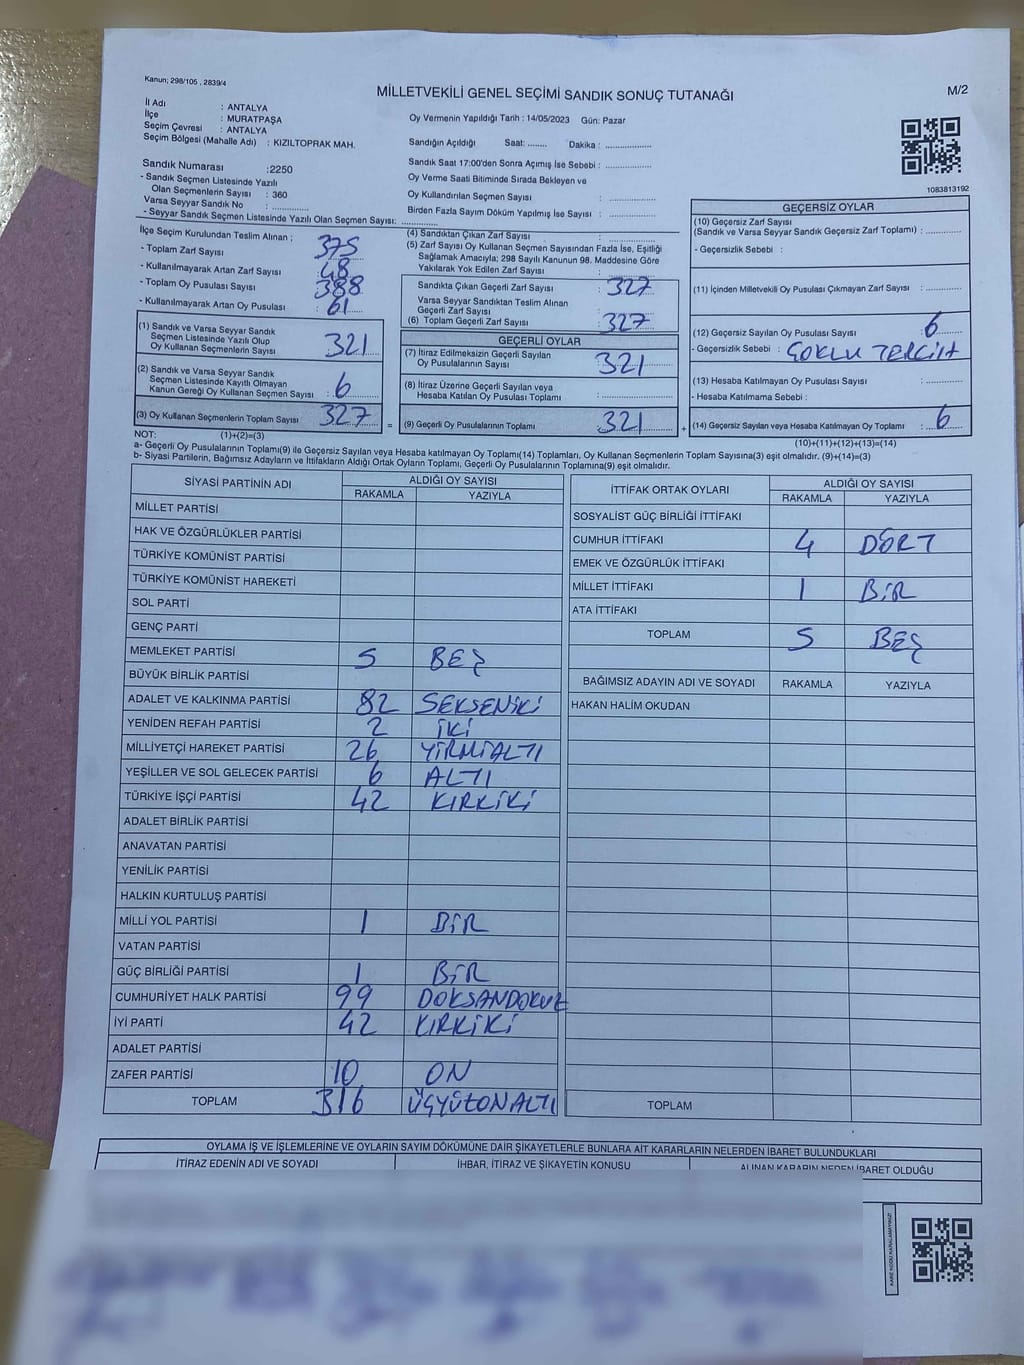 Kanun; 298/105 , 2839/4
MİLLETVEKİLİ GENEL SEÇİMİ SANDIK SONUÇ TUTANAĞI
M/2
İl Adı : ANTALYA
İlçe : MURATPAŞA
Seçim Çevresi : ANTALYA
Seçim Bölgesi (Mahalle Adı) : KIZILTOPRAK MAH.
Sandık Numarası :2250
- Sandık Seçmen Listesinde Yazılı
Olan Seçmenlerin Sayısı : 360
Varsa Seyyar Sandık No : ................
- Seyyar Sandık Seçmen Listesinde Yazılı Olan Seçmen Sayısı: ................
Oy Vermenin Yapıldığı Tarih : 14/05/2023 Gün: Pazar
Sandığın Açıldığı Saat: ........ Dakika : ................
Sandık Saat 17:00'den Sonra Açımış İse Sebebi : ................
Oy Verme Saati Bitiminde Sırada Bekleyen ve
Oy Kullandırılan Seçmen Sayısı : ................
Birden Fazla Sayım Döküm Yapılmış İse Sayısı : ................
1083813192
İlçe Seçim Kurulundan Teslim Alınan ;
- Toplam Zarf Sayısı : 375
- Kullanılmayarak Artan Zarf Sayısı : 48
- Toplam Oy Pusulası Sayısı : 388
- Kullanılmayarak Artan Oy Pusulası : 61
(1) Sandık ve Varsa Seyyar Sandık
Seçmen Listesinde Yazılı Olup
Oy Kullanan Seçmenlerin Sayısı 321
(2) Sandık ve Varsa Seyyar Sandık
Seçmen Listesinde Kayıtlı Olmayan
Kanun Gereği Oy Kullanan Seçmen Sayısı : 6
(3) Oy Kullanan Seçmenlerin Toplam Sayısı 327
(4) Sandıktan Çıkan Zarf Sayısı : ................
(5) Zarf Sayısı Oy Kullanan Seçmen Sayısından Fazla İse, Eşitliği
Sağlamak Amacıyla; 298 Sayılı Kanunun 98. Maddesine Göre
Yakılarak Yok Edilen Zarf Sayısı : ................
Sandıkta Çıkan Geçerli Zarf Sayısı : 327
Varsa Seyyar Sandıktan Teslim Alınan
Geçerli Zarf Sayısı : ................
(6) Toplam Geçerli Zarf Sayısı : 327
GEÇERLİ OYLAR
(7) İtiraz Edilmeksizin Geçerli Sayılan
Oy Pusulalarının Sayısı : 321
(8) İtiraz Üzerine Geçerli Sayılan veya
Hesaba Katılan Oy Pusulası Toplamı : ................
= (9) Geçerli Oy Pusulalarının Toplamı 321 +
GEÇERSİZ OYLAR
(10) Geçersiz Zarf Sayısı
(Sandık ve Varsa Seyyar Sandık Geçersiz Zarf Toplamı) : ............
- Geçersizlik Sebebi :
(11) İçinden Milletvekili Oy Pusulası Çıkmayan Zarf Sayısı : ............
(12) Geçersiz Sayılan Oy Pusulası Sayısı : 6
- Geçersizlik Sebebi : ÇOKLU TERCİH
(13) Hesaba Katılmayan Oy Pusulası Sayısı : ............
- Hesaba Katılmama Sebebi :
(14) Geçersiz Sayılan veya Hesaba Katılmayan Oy Toplamı : 6
NOT: (1)+(2)=(3)
(10)+(11)+(12)+(13)=(14)
a- Geçerli Oy Pusulalarının Toplamı(9) ile Geçersiz Sayılan veya Hesaba katılmayan Oy Toplamı(14) Toplamları, Oy Kullanan Seçmenlerin Toplam Sayısına(3) eşit olmalıdır. (9)+(14)=(3)
b- Siyasi Partilerin, Bağımsız Adayların ve İttifakların Aldığı Ortak Oyların Toplamı, Geçerli Oy Pusulalarının Toplamına(9) eşit olmalıdır.
SİYASİ PARTİNİN ADI ALDIĞI OY SAYISI
RAKAMLA YAZIYLA
MİLLET PARTİSİ
HAK VE ÖZGÜRLÜKLER PARTİSİ
TÜRKİYE KOMÜNİST PARTİSİ
TÜRKİYE KOMÜNİST HAREKETİ
SOL PARTİ
GENÇ PARTİ
MEMLEKET PARTİSİ 5 BEŞ
BÜYÜK BİRLİK PARTİSİ
ADALET VE KALKINMA PARTİSİ 82 SEKSENİKİ
YENİDEN REFAH PARTİSİ 2 İKİ
MİLLİYETÇİ HAREKET PARTİSİ 26 YİRMİALTI
YEŞİLLER VE SOL GELECEK PARTİSİ 6 ALTI
TÜRKİYE İŞÇİ PARTİSİ 42 KIRKİKİ
ADALET BİRLİK PARTİSİ
ANAVATAN PARTİSİ
YENİLİK PARTİSİ
HALKIN KURTULUŞ PARTİSİ
MİLLİ YOL PARTİSİ 1 BİR
VATAN PARTİSİ
GÜÇ BİRLİĞİ PARTİSİ 1 BİR
CUMHURİYET HALK PARTİSİ 99 DOKSANDOKUZ
İYİ PARTİ 42 KIRKİKİ
ADALET PARTİSİ
ZAFER PARTİSİ 10 ON
TOPLAM 316 ÜÇYÜZONALTI
İTTİFAK ORTAK OYLARI ALDIĞI OY SAYISI
RAKAMLA YAZIYLA
SOSYALİST GÜÇ BİRLİĞİ İTTİFAKI
CUMHUR İTTİFAKI 4 DÖRT
EMEK VE ÖZGÜRLÜK İTTİFAKI
MİLLET İTTİFAKI 1 BİR
ATA İTTİFAKI
TOPLAM 5 BEŞ
BAĞIMSIZ ADAYIN ADI VE SOYADI RAKAMLA YAZIYLA
HAKAN HALİM OKUDAN
TOPLAM
OYLAMA İŞ VE İŞLEMLERİNE VE OYLARIN SAYIM DÖKÜMÜNE DAİR ŞİKAYETLERLE BUNLARA AİT KARARLARIN NELERDEN İBARET BULUNDUKLARI
İTİRAZ EDENİN ADI VE SOYADI İHBAR, İTİRAZ VE ŞİKAYETİN KONUSU ALINAN KARARIN NEDEN İBARET OLDUĞU